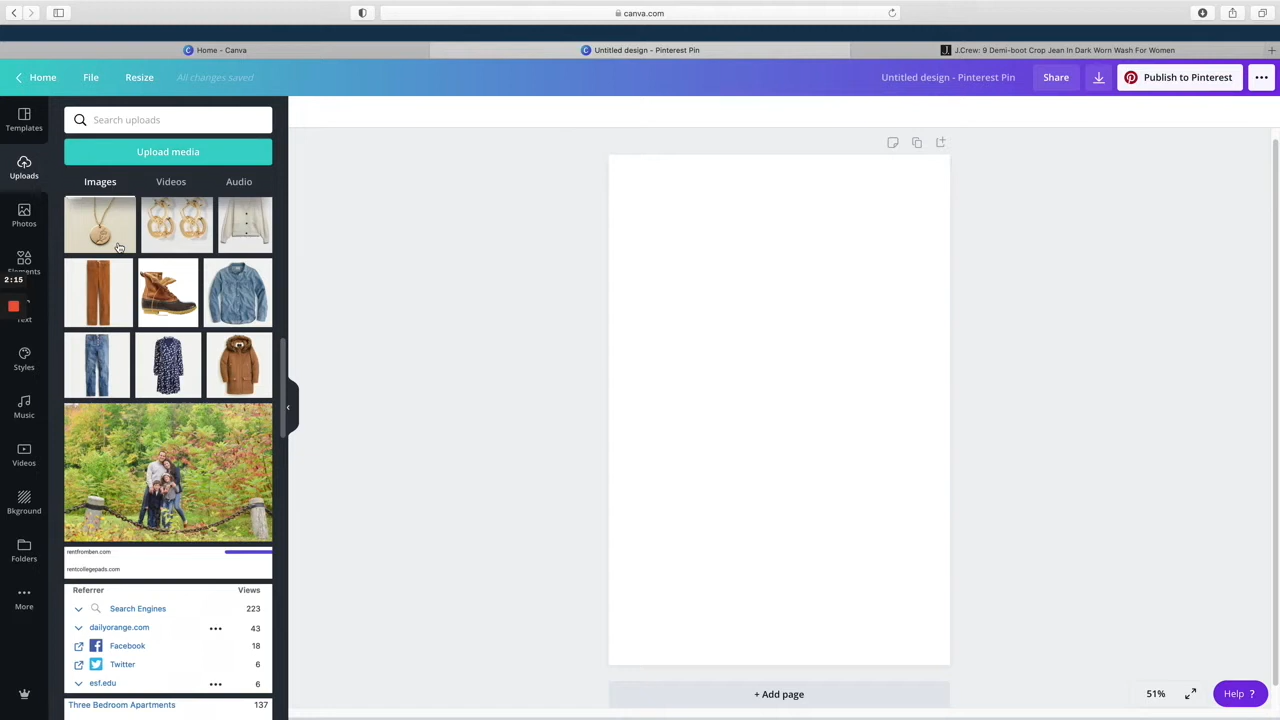 canva.com
Home - Canva
Untitled design - Pinterest Pin
J.Crew: 9 Demi-boot Crop Jean In Dark Worn Wash For Women
Home
File
Resize
All changes saved
Untitled design - Pinterest Pin
Share
Publish to Pinterest
Templates
Search uploads
Upload media
Uploads
Images
Videos
Audio
Photos
Elements
2:15
Text
Styles
Music
Videos
Bkground
Folders
More
rentfromben.com
rentcollegepads.com
Referrer Views
Search Engines 223
dailyorange.com 43
Facebook 18
Twitter 6
esf.edu 6
Three Bedroom Apartments 137
+ Add page
51%
Help ?